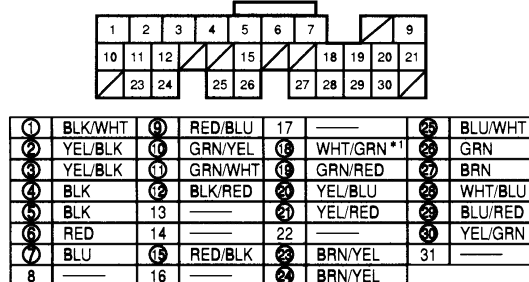 1 2 3 4 5 6 7 9
10 11 12 15 18 19 20 21
23 24 25 26 27 28 29 30
1 BLK/WHT 9 RED/BLU 17 — 25 BLU/WHT
2 YEL/BLK 10 GRN/YEL 18 WHT/GRN *1 26 GRN
3 YEL/BLK 11 GRN/WHT 19 GRN/RED 27 BRN
4 BLK 12 BLK/RED 20 YEL/BLU 28 WHT/BLU
5 BLK 13 — 21 YEL/RED 29 BLU/RED
6 RED 14 — 22 — 30 YEL/GRN
7 BLU 15 RED/BLK 23 BRN/YEL 31 —
8 — 16 — 24 BRN/YEL